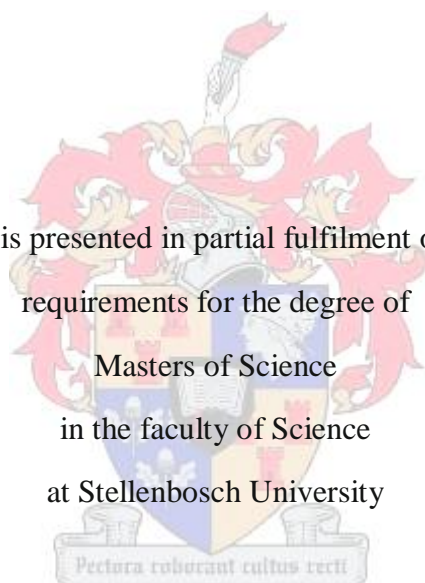 is presented in partial fulfilment o
requirements for the degree of
Masters of Science
in the faculty of Science
at Stellenbosch University
Pectora roborant cultus recti